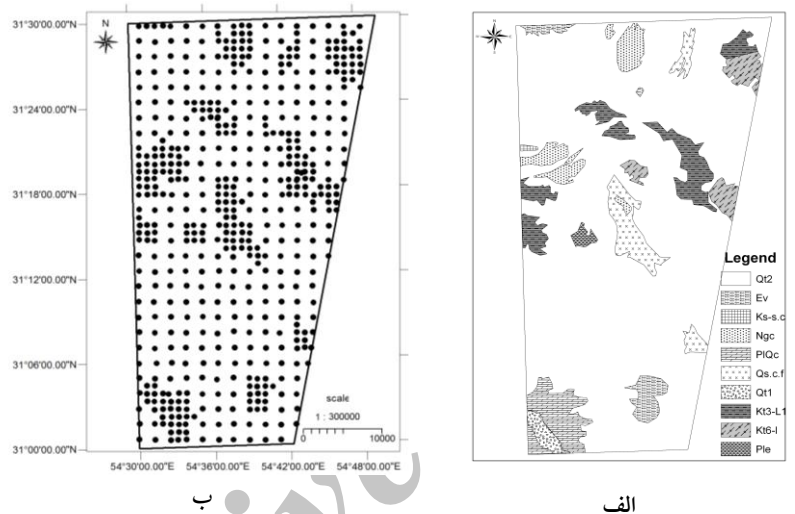 N
31°30'00.00"N
31°24'00.00"N
31°18'00.00"N
31°12'00.00"N
31°06'00.00"N
31°00'00.00"N
scale
1 : 300000
0 10000
54°30'00.00"E 54°36'00.00"E 54°42'00.00"E 54°48'00.00"E
ب
Legend
Qt2
Ev
Ks-s.c
Ngc
PlQc
Qs.c.f
Qt1
Kt3-L1
Kt6-l
Ple
الف